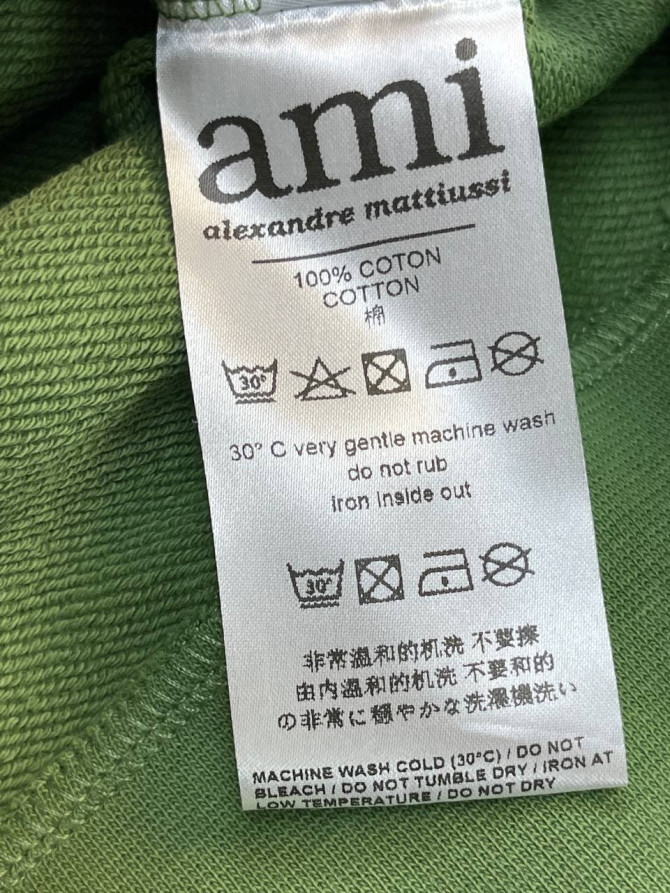 ami
alexandre mattiussi
100% COTON
COTTON
棉
30°
30° C very gentle machine wash
do not rub
iron inside out
30°
非常温和的机洗 不要擦
由内温和的机洗 不要和的
の非常に穏やかな洗濯機洗い
MACHINE WASH COLD (30°C) / DO NOT
BLEACH / DO NOT TUMBLE DRY / IRON AT
LOW TEMPERATURE / DO NOT DRY